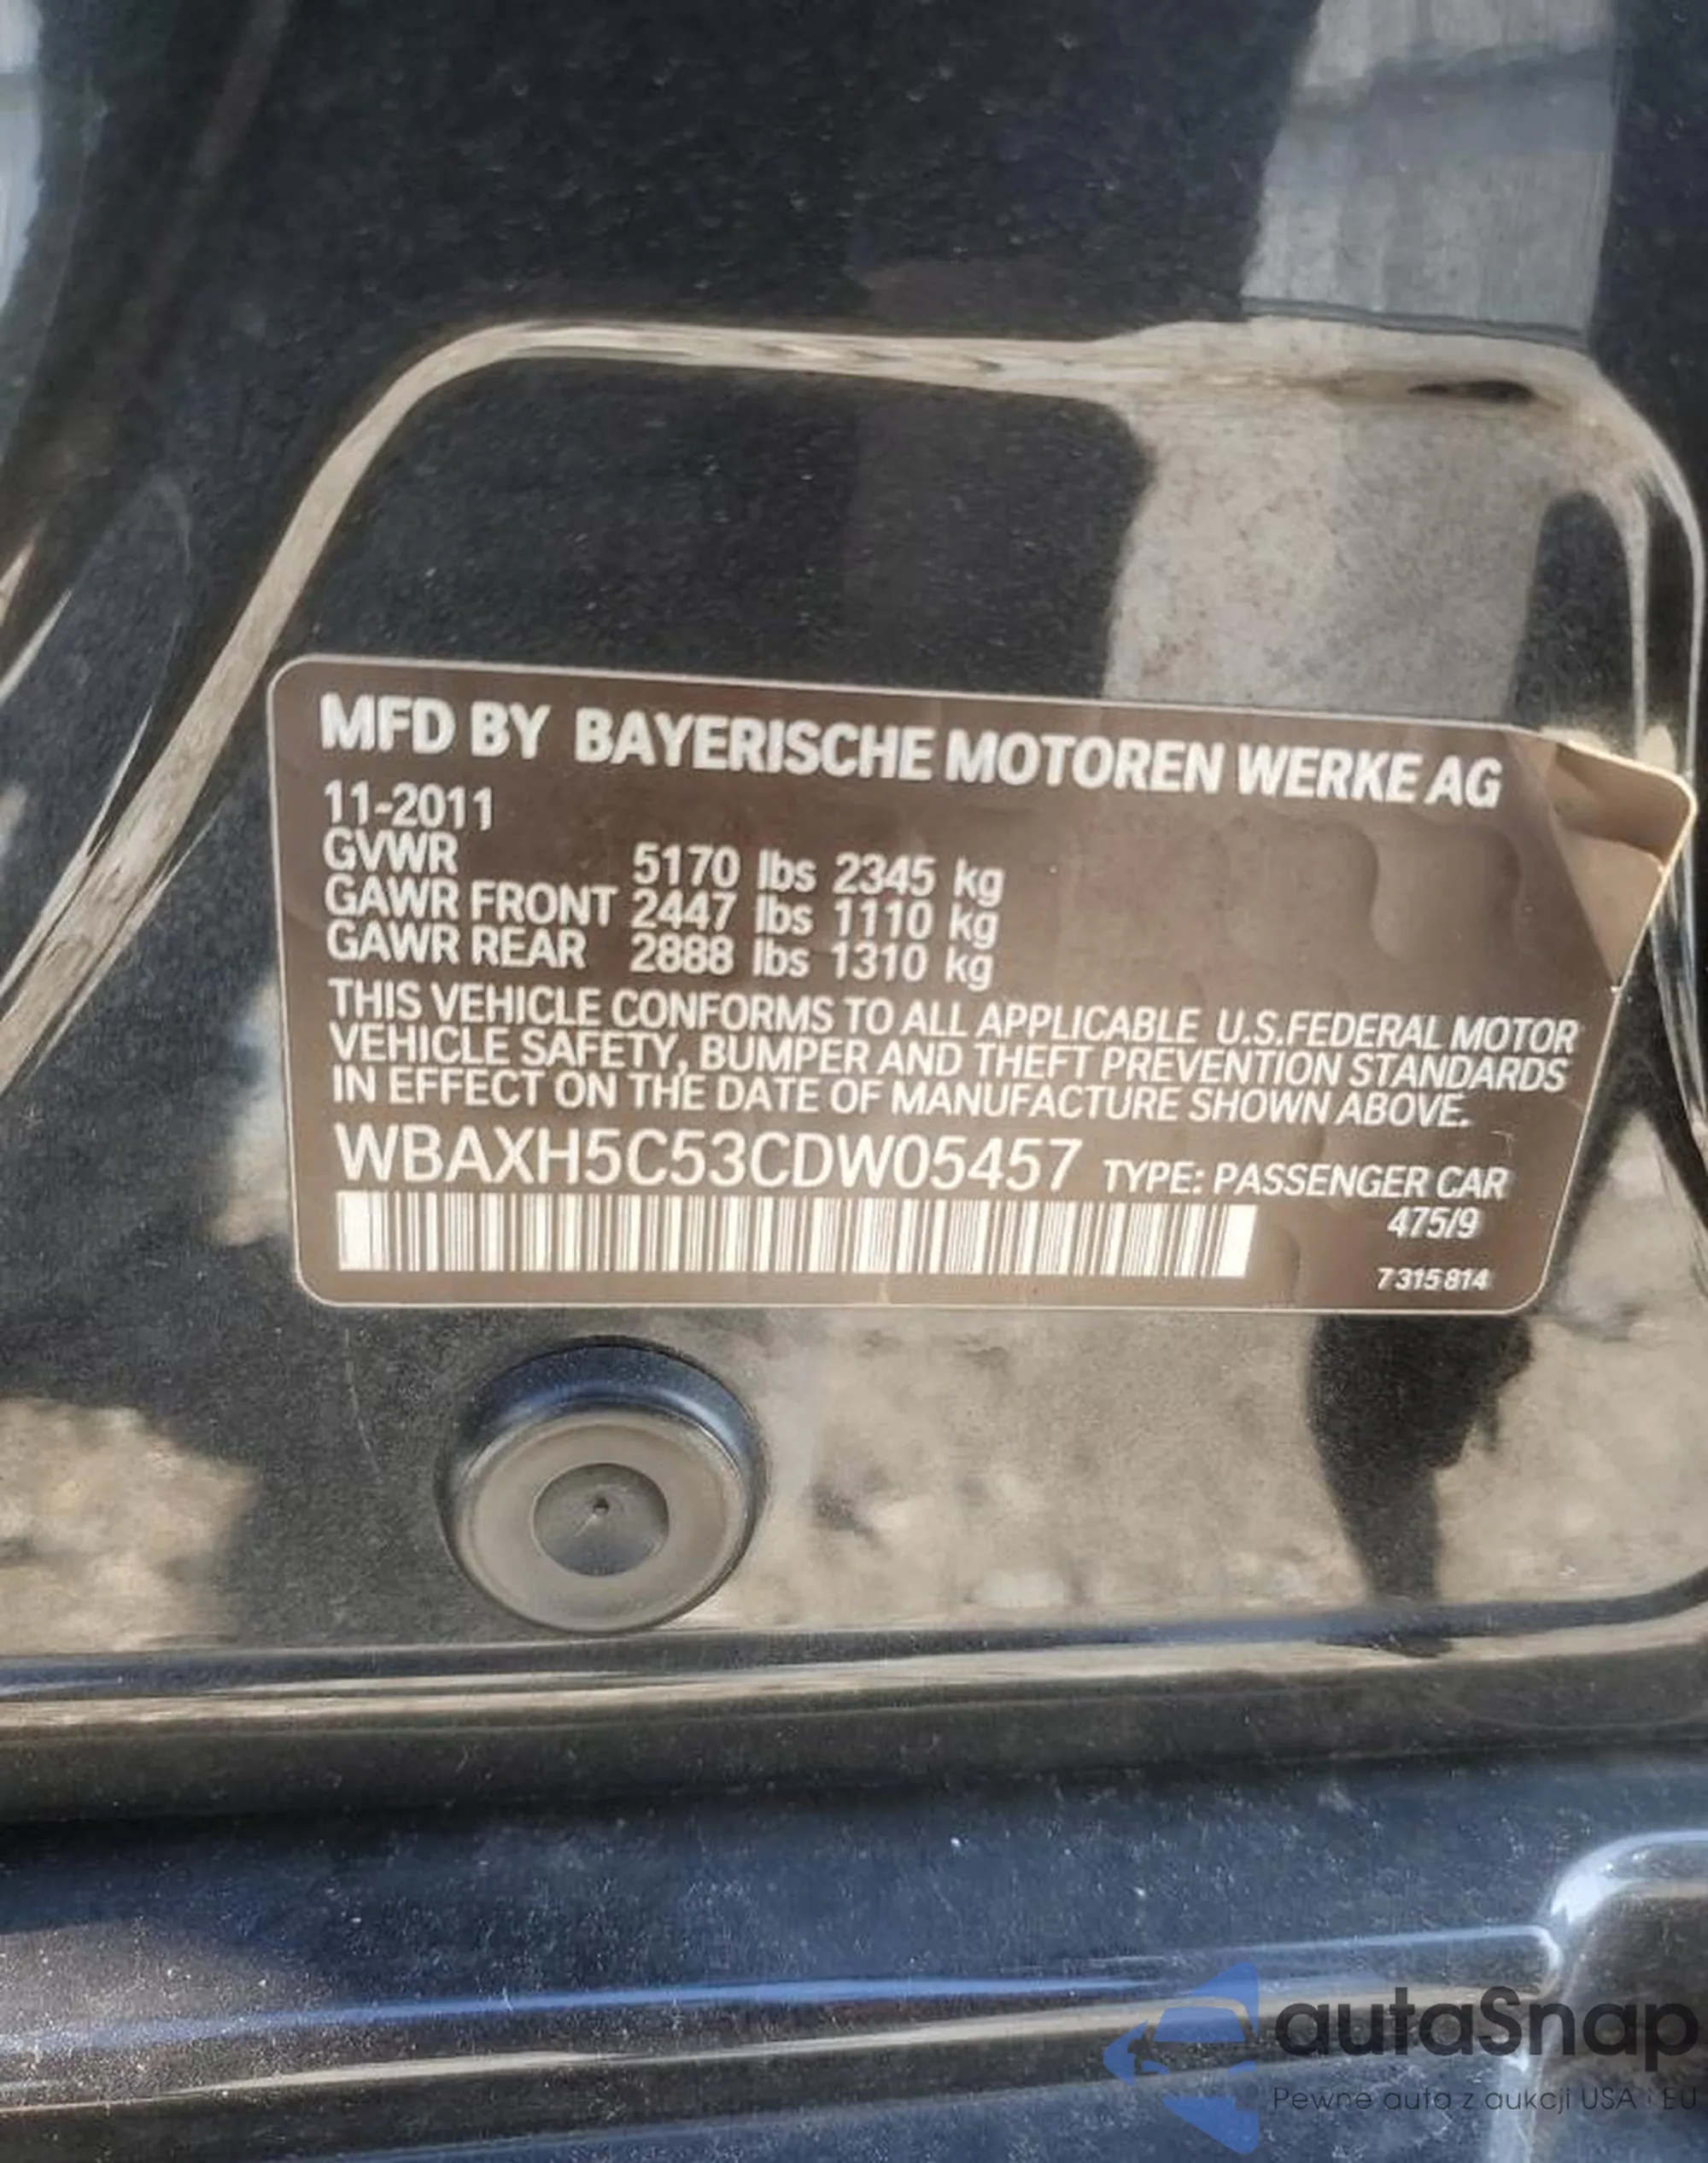 MFD BY BAYERISCHE MOTOREN WERKE AG
11-2011
GVWR 5170 lbs 2345 kg
GAWR FRONT 2447 lbs 1110 kg
GAWR REAR 2888 lbs 1310 kg
THIS VEHICLE CONFORMS TO ALL APPLICABLE U.S.FEDERAL MOTOR
VEHICLE SAFETY, BUMPER AND THEFT PREVENTION STANDARDS
IN EFFECT ON THE DATE OF MANUFACTURE SHOWN ABOVE.
WBAXH5C53CDW05457 TYPE: PASSENGER CAR
475/9
7 315 814
autaSnap
Pewne auta z aukcji USA i EU